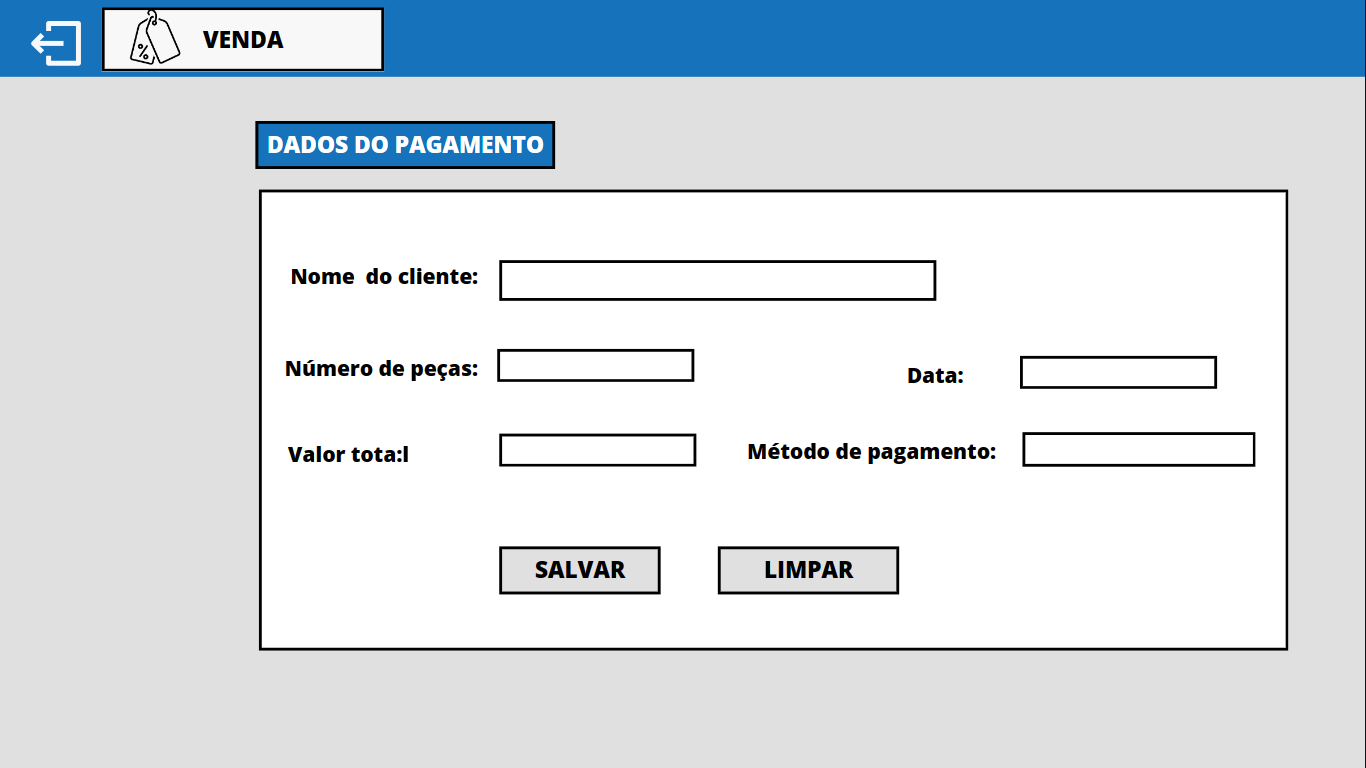 VENDA
DADOS DO PAGAMENTO
Nome  do cliente:
Número de peças:
Data:
Valor tota:l
Método de pagamento:
SALVAR
LIMPAR